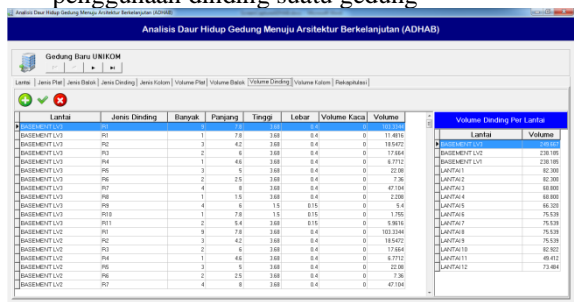 penggunaan dinding suatu gedung
Analisis Daur Hidup Gedung Menuju Arsitektur Berkelanjutan (ADHAB)
Analisis Daur Hidup Gedung Menuju Arsitektur Berkelanjutan (ADHAB)
Gedung Baru UNIKOM
Lantai | Jenis Plat | Jenis Balok | Jenis Dinding | Jenis Kolom | Volume Plat | Volume Balok | Volume Dinding | Volume Kolom | Rekapitulasi
Lantai Jenis Dinding Banyak Panjang Tinggi Lebar Volume Kaca Volume
BASEMENT LV3 PI1 9 7.8 3.68 0.4 0 103.3344
BASEMENT LV3 PI1 1 7.8 3.68 0.4 0 11.4816
BASEMENT LV3 PI2 3 4.2 3.68 0.4 0 18.5472
BASEMENT LV3 PI3 2 6 3.68 0.4 0 17.664
BASEMENT LV3 PI4 1 4.6 3.68 0.4 0 6.7712
BASEMENT LV3 PI5 3 5 3.68 0.4 0 22.08
BASEMENT LV3 PI6 2 2.5 3.68 0.4 0 7.36
BASEMENT LV3 PI7 4 8 3.68 0.4 0 47.104
BASEMENT LV3 PI8 1 1.5 3.68 0.4 0 2.208
BASEMENT LV3 PI9 4 6 1.5 0.15 0 5.4
BASEMENT LV3 PI10 1 7.8 1.5 0.15 0 1.755
BASEMENT LV3 PI11 2 5.4 3.68 0.15 0 5.9616
BASEMENT LV2 PI1 9 7.8 3.68 0.4 0 103.3344
BASEMENT LV2 PI2 3 4.2 3.68 0.4 0 18.5472
BASEMENT LV2 PI3 2 6 3.68 0.4 0 17.664
BASEMENT LV2 PI4 1 4.6 3.68 0.4 0 6.7712
BASEMENT LV2 PI5 3 5 3.68 0.4 0 22.08
BASEMENT LV2 PI6 2 2.5 3.68 0.4 0 7.36
BASEMENT LV2 PI7 4 8 3.68 0.4 0 47.104
Volume Dinding Per Lantai
Lantai Volume
BASEMENT LV3 249.667
BASEMENT LV2 238.185
BASEMENT LV1 238.185
LANTAI 1 82.300
LANTAI 2 82.300
LANTAI 3 68.800
LANTAI 4 68.800
LANTAI 5 66.320
LANTAI 6 75.539
LANTAI 7 75.539
LANTAI 8 75.539
LANTAI 9 75.539
LANTAI 10 82.922
LANTAI 11 49.412
LANTAI 12 73.484